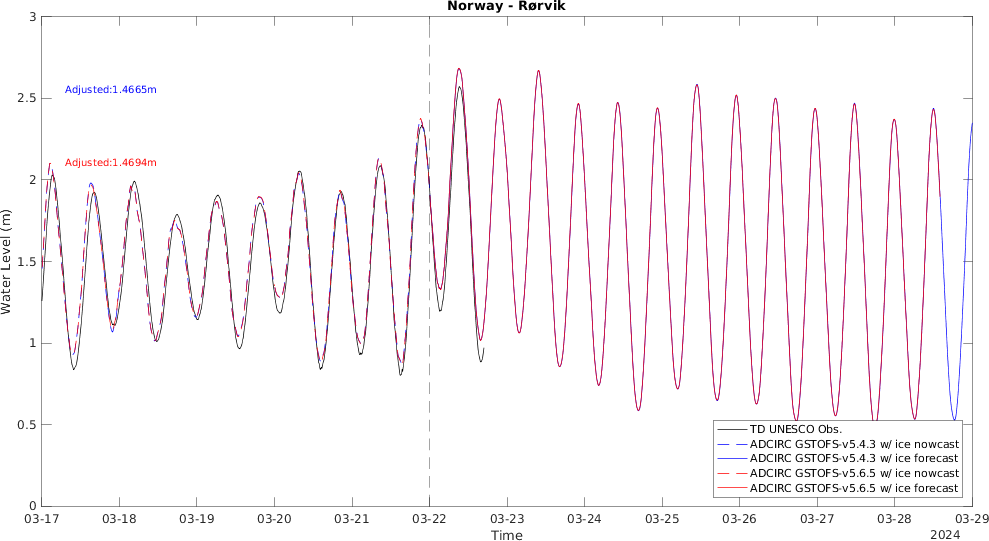 Norway - Rørvik
3
2.5
2
1.5
1
0.5
0
Water Level (m)
Adjusted:1.4665m
Adjusted:1.4694m
TD UNESCO Obs.
ADCIRC GSTOFS-v5.4.3 w/ ice nowcast
ADCIRC GSTOFS-v5.4.3 w/ ice forecast
ADCIRC GSTOFS-v5.6.5 w/ ice nowcast
ADCIRC GSTOFS-v5.6.5 w/ ice forecast
03-17 03-18 03-19 03-20 03-21 03-22 03-23 03-24 03-25 03-26 03-27 03-28 03-29
Time
2024